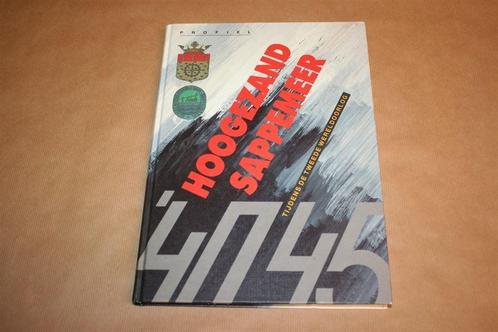 PROFIEL
HOOGEZAND
SAPPEMEER
TIJDENS DE TWEEDE WERELDOORLOG
'40'45